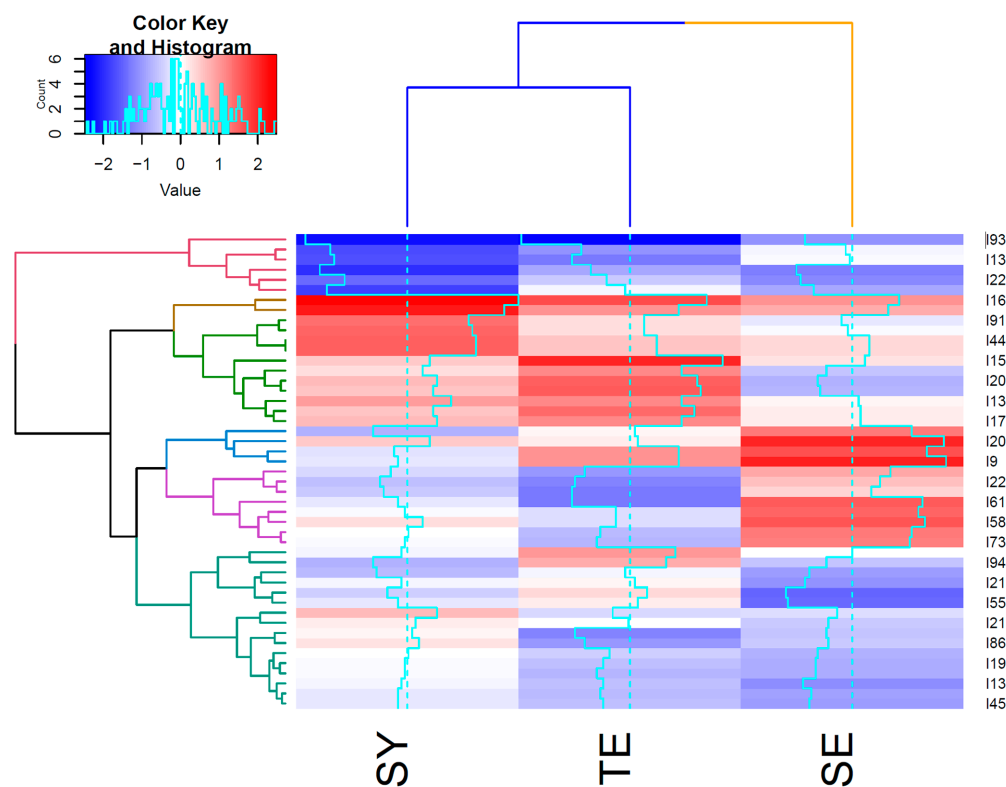 Color Key
and Histogram
Count
0 2 4 6
−2 −1 0 1 2
Value
I93
I13
I22
I16
I91
I44
I15
I20
I13
I17
I20
I9
I22
I61
I58
I73
I94
I21
I55
I21
I86
I19
I13
I45
SY TE SE